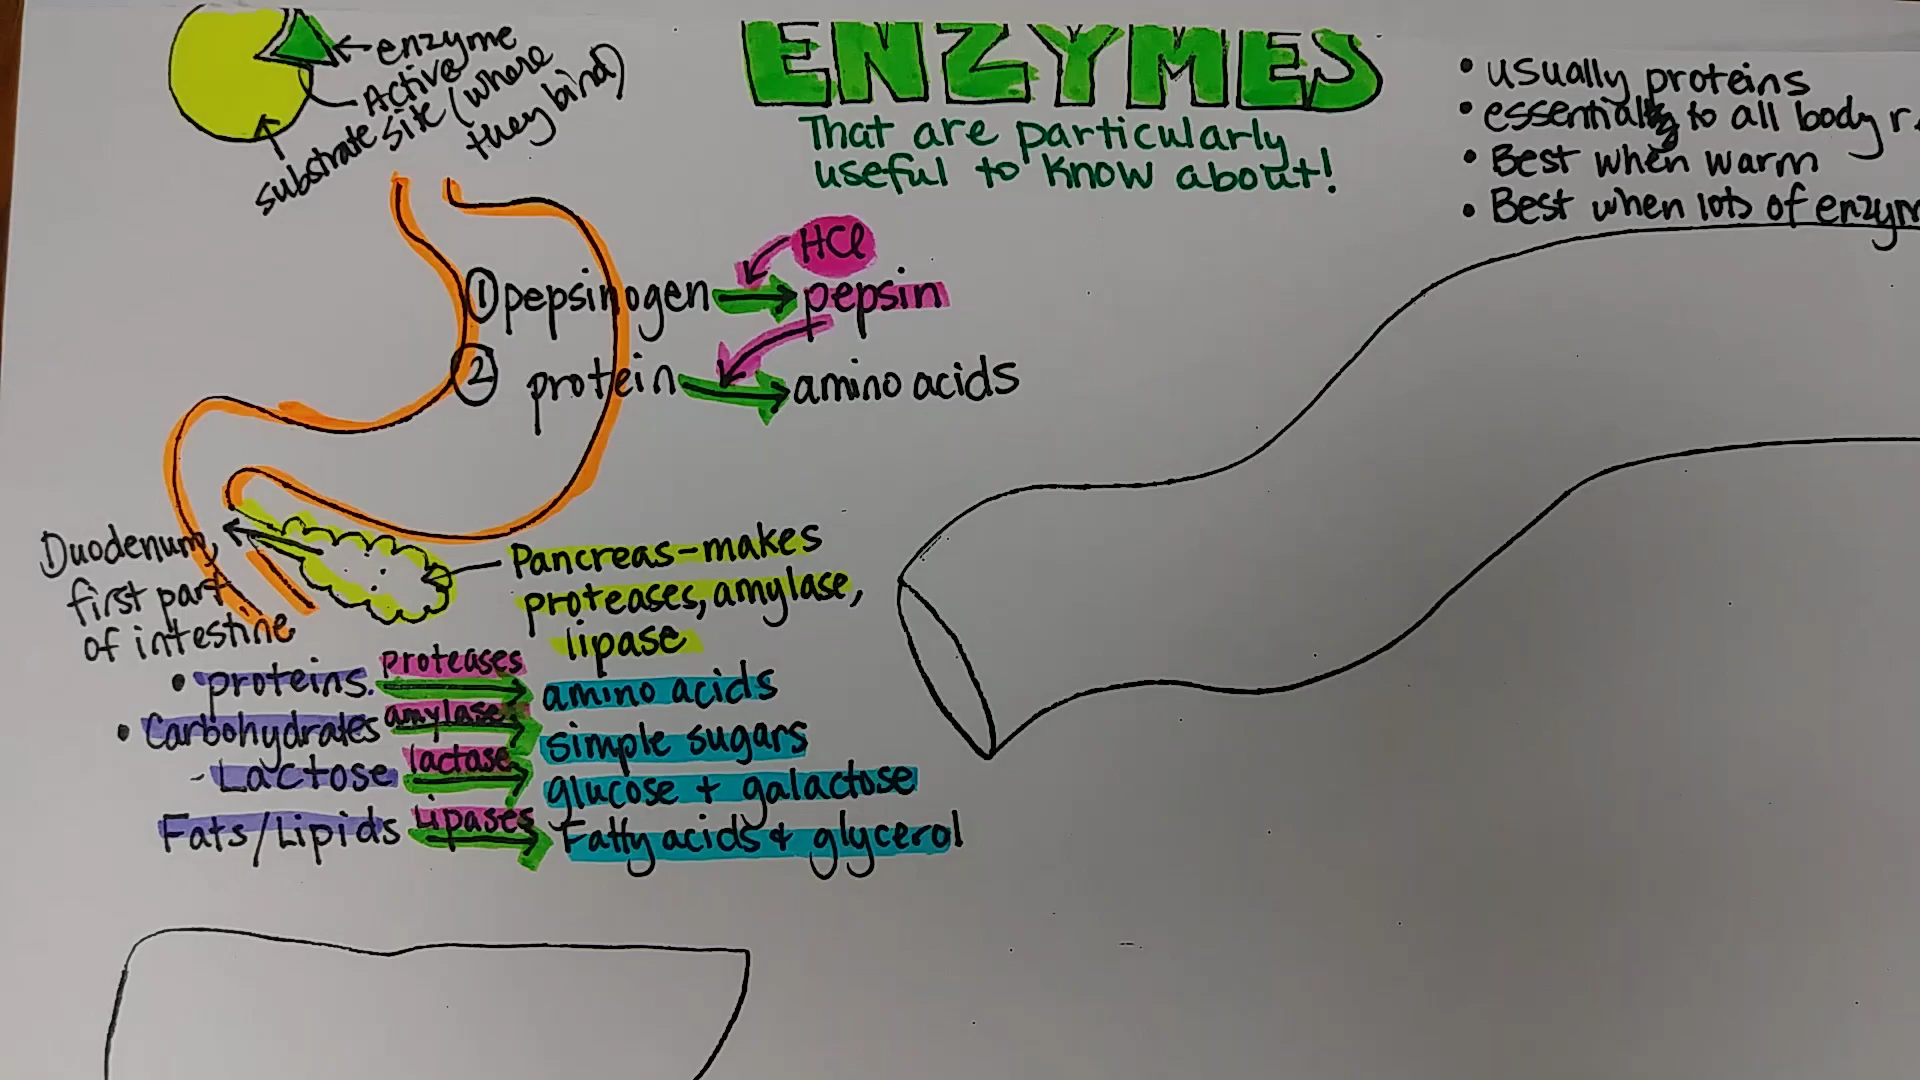 enzyme
Active
site (where
they bind)
substrate
ENZYMES
That are particularly
useful to know about!
• usually proteins
• essential to all body
• Best when warm
• Best when lots of
HCl
① pepsinogen pepsin
② protein amino acids
Duodenum,
first part
of intestine
Pancreas-makes
proteases, amylase,
lipase
• proteins. proteases amino acids
• Carbohydrates amylase simple sugars
- Lactose lactase glucose + galactose
Fats/Lipids Lipases Fatty acids + glycerol